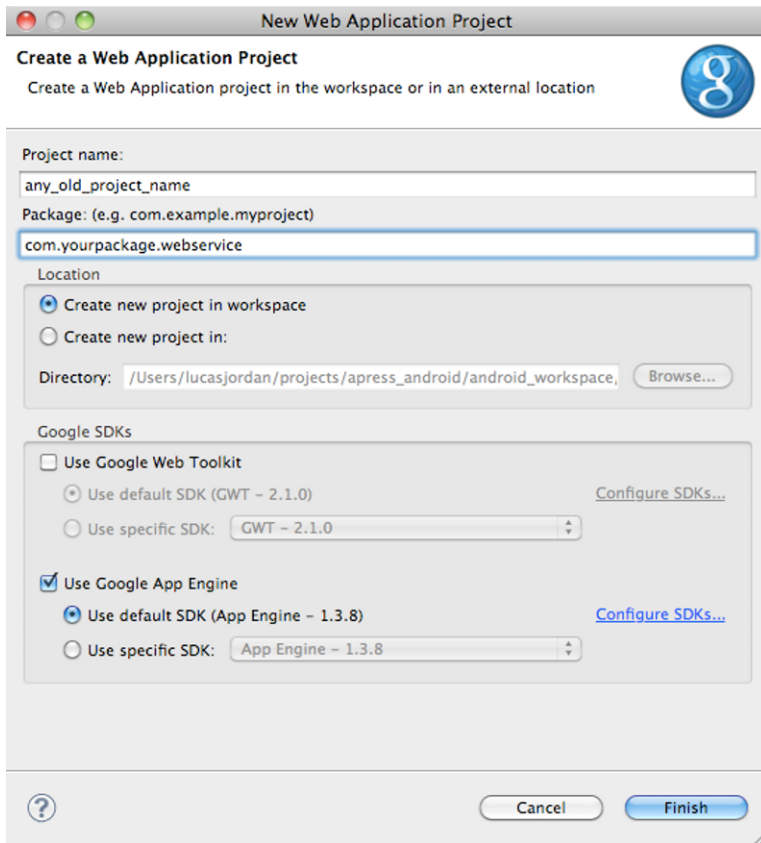 New Web Application Project
Create a Web Application Project
Create a Web Application project in the workspace or in an external location
g
Project name:
any_old_project_name
Package: (e.g. com.example.myproject)
com.yourpackage.webservice
Location
Create new project in workspace
Create new project in:
Directory: /Users/lucasjordan/projects/apress_android/android_workspace, Browse...
Google SDKs
Use Google Web Toolkit
Use default SDK (GWT - 2.1.0) Configure SDKs...
Use specific SDK: GWT - 2.1.0
Use Google App Engine
Use default SDK (App Engine - 1.3.8) Configure SDKs...
Use specific SDK: App Engine - 1.3.8
? Cancel Finish